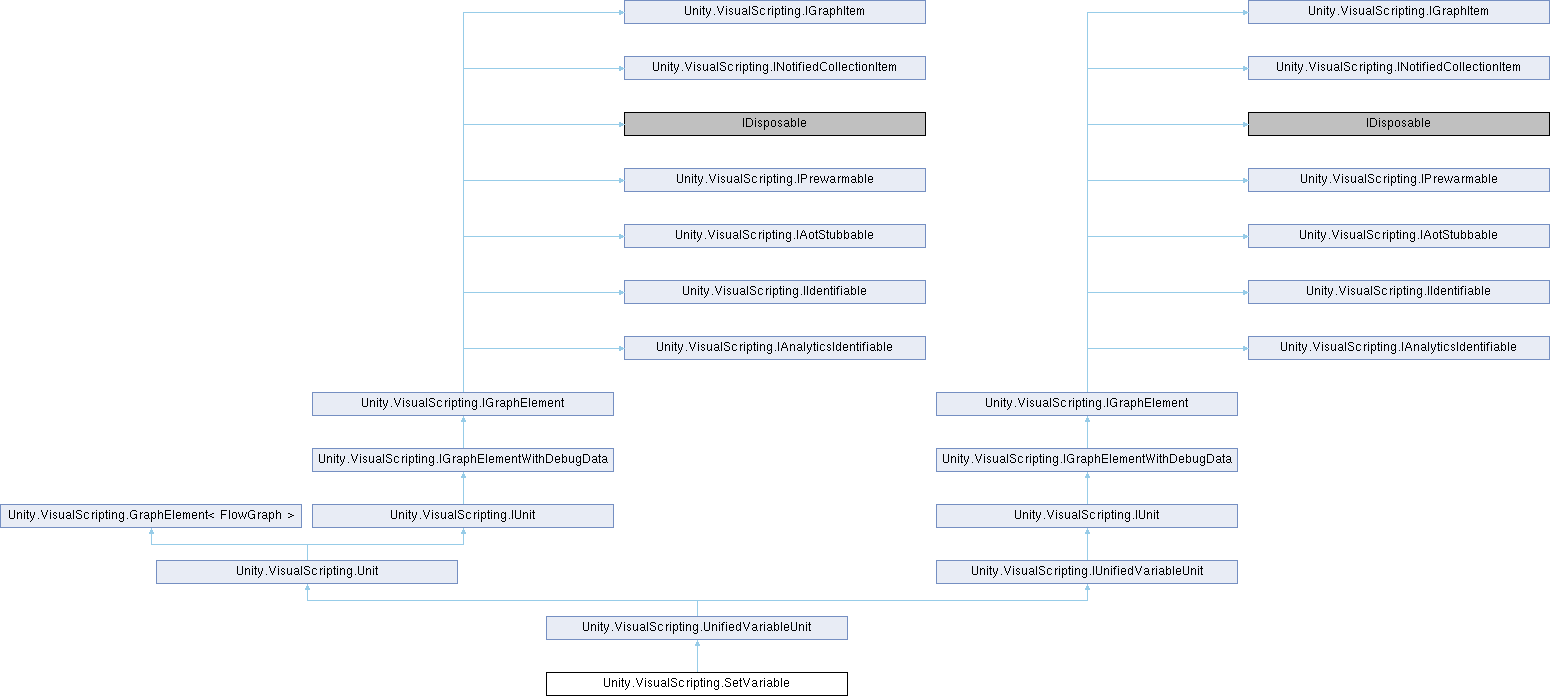 Unity.VisualScripting.IGraphItem
Unity.VisualScripting.IGraphItem
Unity.VisualScripting.INotifiedCollectionItem
Unity.VisualScripting.INotifiedCollectionItem
IDisposable
IDisposable
Unity.VisualScripting.IPrewarmable
Unity.VisualScripting.IPrewarmable
Unity.VisualScripting.IAotStubbable
Unity.VisualScripting.IAotStubbable
Unity.VisualScripting.IIdentifiable
Unity.VisualScripting.IIdentifiable
Unity.VisualScripting.IAnalyticsIdentifiable
Unity.VisualScripting.IAnalyticsIdentifiable
Unity.VisualScripting.IGraphElement
Unity.VisualScripting.IGraphElement
Unity.VisualScripting.IGraphElementWithDebugData
Unity.VisualScripting.IGraphElementWithDebugData
Unity.VisualScripting.GraphElement< FlowGraph >
Unity.VisualScripting.IUnit
Unity.VisualScripting.IUnit
Unity.VisualScripting.Unit
Unity.VisualScripting.IUnifiedVariableUnit
Unity.VisualScripting.UnifiedVariableUnit
Unity.VisualScripting.SetVariable